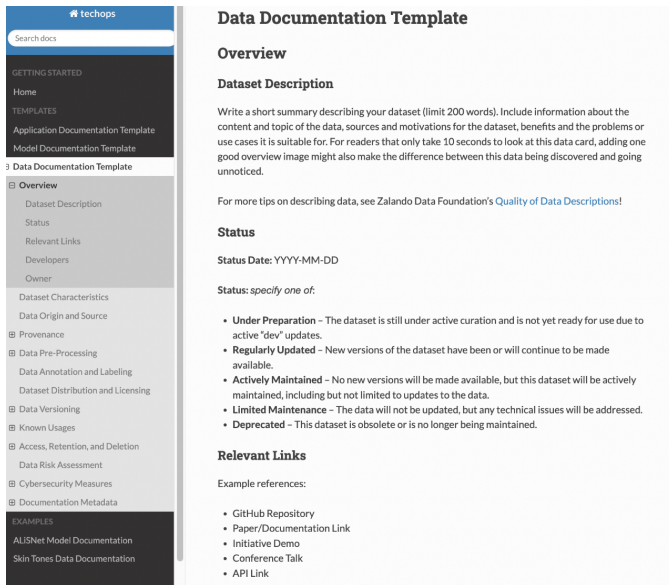 techops
Search docs
GETTING STARTED
Home
TEMPLATES
Application Documentation Template
Model Documentation Template
Data Documentation Template
Overview
Dataset Description
Status
Relevant Links
Developers
Owner
Dataset Characteristics
Data Origin and Source
Provenance
Data Pre-Processing
Data Annotation and Labeling
Dataset Distribution and Licensing
Data Versioning
Known Usages
Access, Retention, and Deletion
Data Risk Assessment
Cybersecurity Measures
Documentation Metadata
EXAMPLES
ALiSNet Model Documentation
Skin Tones Data Documentation
Data Documentation Template
Overview
Dataset Description
Write a short summary describing your dataset (limit 200 words). Include information about the
content and topic of the data, sources and motivations for the dataset, benefits and the problems or
use cases it is suitable for. For readers that only take 10 seconds to look at this data card, adding one
good overview image might also make the difference between this data being discovered and going
unnoticed.
For more tips on describing data, see Zalando Data Foundation's Quality of Data Descriptions!
Status
Status Date: YYYY-MM-DD
Status: specify one of:
• Under Preparation – The dataset is still under active curation and is not yet ready for use due to
active "dev" updates.
• Regularly Updated – New versions of the dataset have been or will continue to be made
available.
• Actively Maintained – No new versions will be made available, but this dataset will be actively
maintained, including but not limited to updates to the data.
• Limited Maintenance – The data will not be updated, but any technical issues will be addressed.
• Deprecated – This dataset is obsolete or is no longer being maintained.
Relevant Links
Example references:
• GitHub Repository
• Paper/Documentation Link
• Initiative Demo
• Conference Talk
• API Link